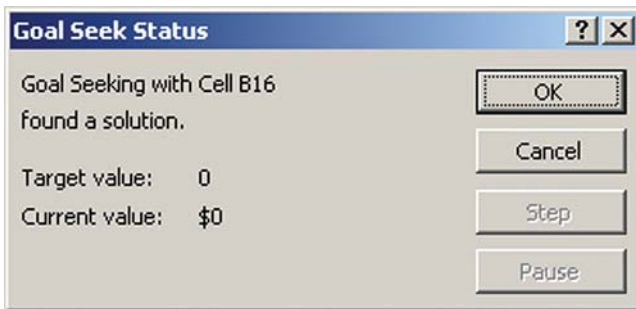 Goal Seek Status
? X
Goal Seeking with Cell B16
found a solution.
Target value: 0
Current value: $0
OK
Cancel
Step
Pause